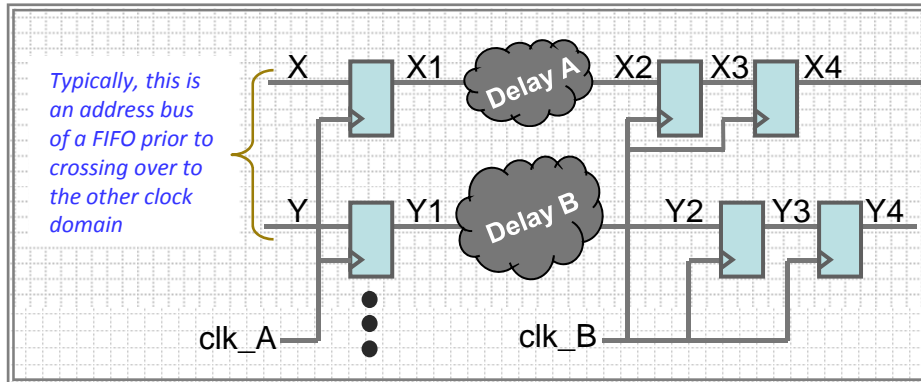 Typically, this is
an address bus
of a FIFO prior to
crossing over to
the other clock
domain
X
X1
Delay A
X2
X3
X4
Y
Y1
Delay B
Y2
Y3
Y4
clk_A
clk_B